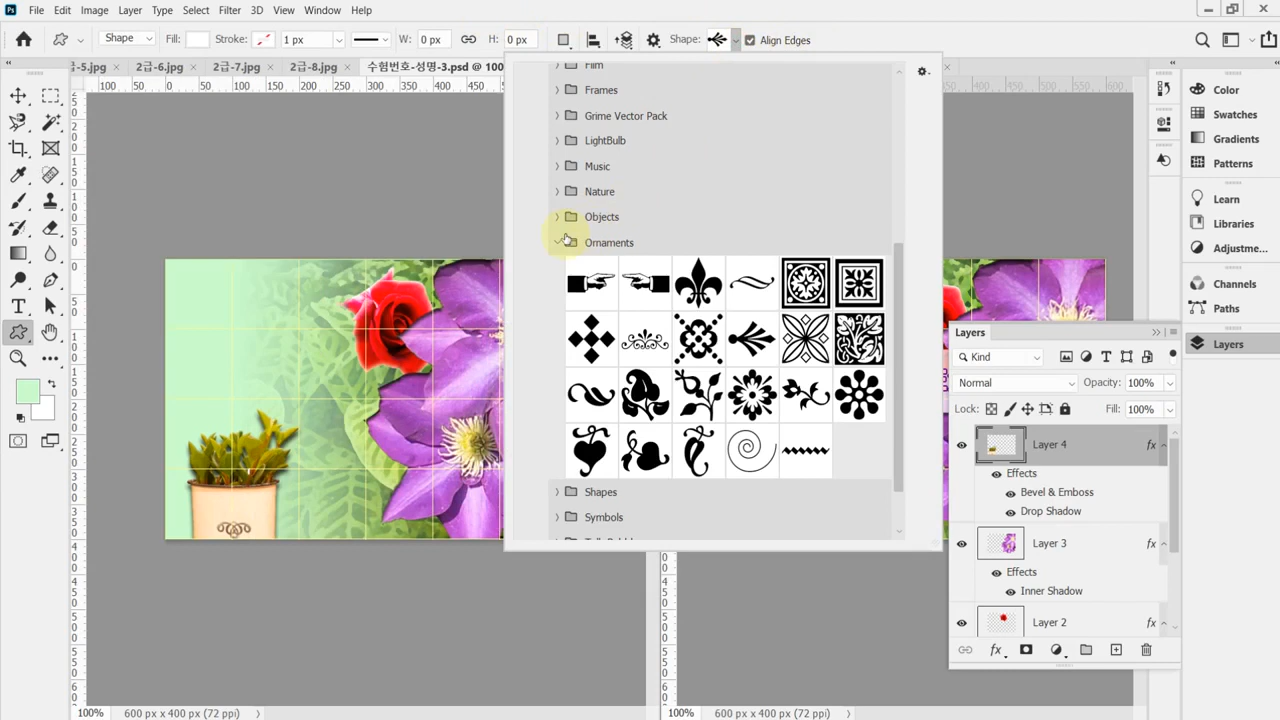 Ps File Edit Image Layer Type Select Filter 3D View Window Help
Shape Fill: Stroke: 1 px W: 0 px H: 0 px Shape: Align Edges
급-5.jpg 2급-6.jpg 2급-7.jpg 2급-8.jpg 수험번호-성명-3.psd @ 100
100 50 0 50 100 150 200 250 300 350 400 450 500
550 600
Film
Frames
Grime Vector Pack
LightBulb
Music
Nature
Objects
Ornaments
Shapes
Symbols
Color
Swatches
Gradients
Patterns
Learn
Libraries
Adjustme...
Channels
Paths
Layers
Layers
Kind
Normal Opacity: 100%
Lock: Fill: 100%
Layer 4 fx
Effects
Bevel & Emboss
Drop Shadow
Layer 3 fx
Effects
Inner Shadow
Layer 2 fx
fx
100% 600 px x 400 px (72 ppi)
100% 600 px x 400 px (72 ppi)